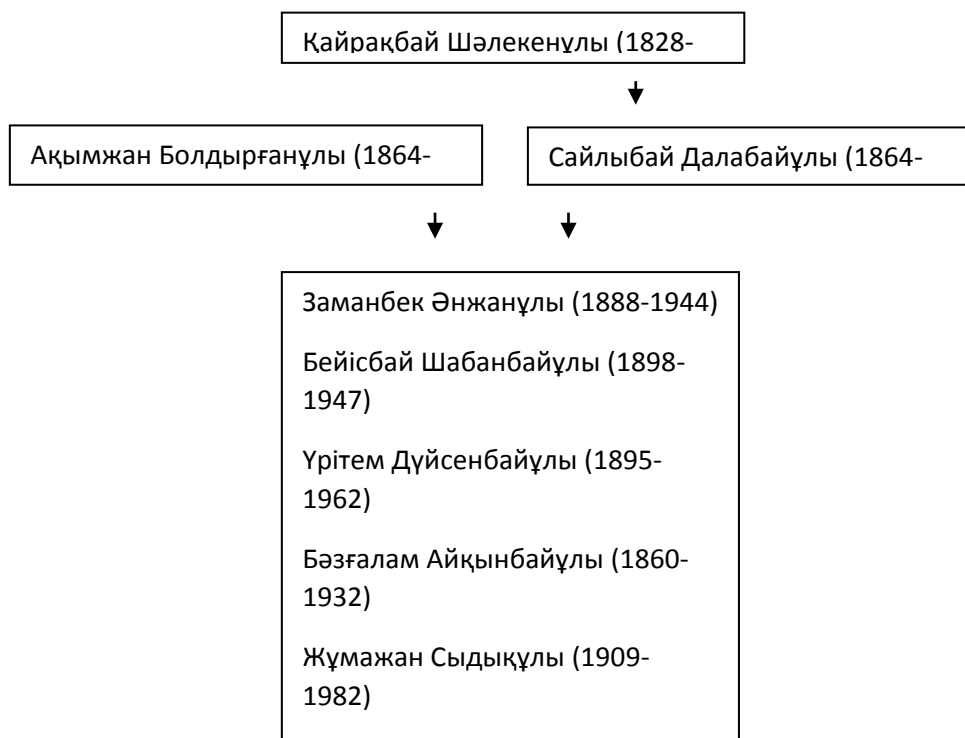 Қайрақбай Шәлекенұлы (1828-
Ақымжан Болдырғанұлы (1864-
Сайлыбай Далабайұлы (1864-
Заманбек Әнжанұлы (1888-1944)
Бейісбай Шабанбайұлы (1898-
1947)
Үрітем Дүйсенбайұлы (1895-
1962)
Бәзғалам Айқынбайұлы (1860-
1932)
Жұмажан Сыдықұлы (1909-
1982)